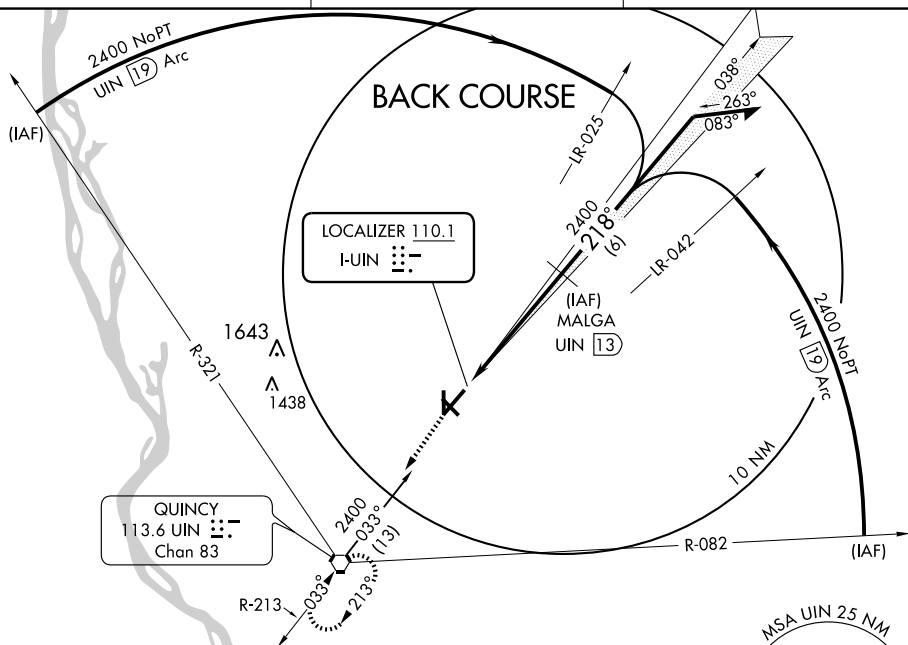 2400 NoPT
UIN 19 Arc
(IAF)
BACK COURSE
038°
263°
083°
LR-025
LOCALIZER 110.1
I-UIN
2400
218°
(6)
LR-042
(IAF)
MALGA
UIN 13
2400 NoPT
UIN 19 Arc
1643
1438
R-321
10 NM
QUINCY
113.6 UIN
Chan 83
2400
033°
(13)
R-082
(IAF)
R-213
033°
213°
MSA UIN 25 NM